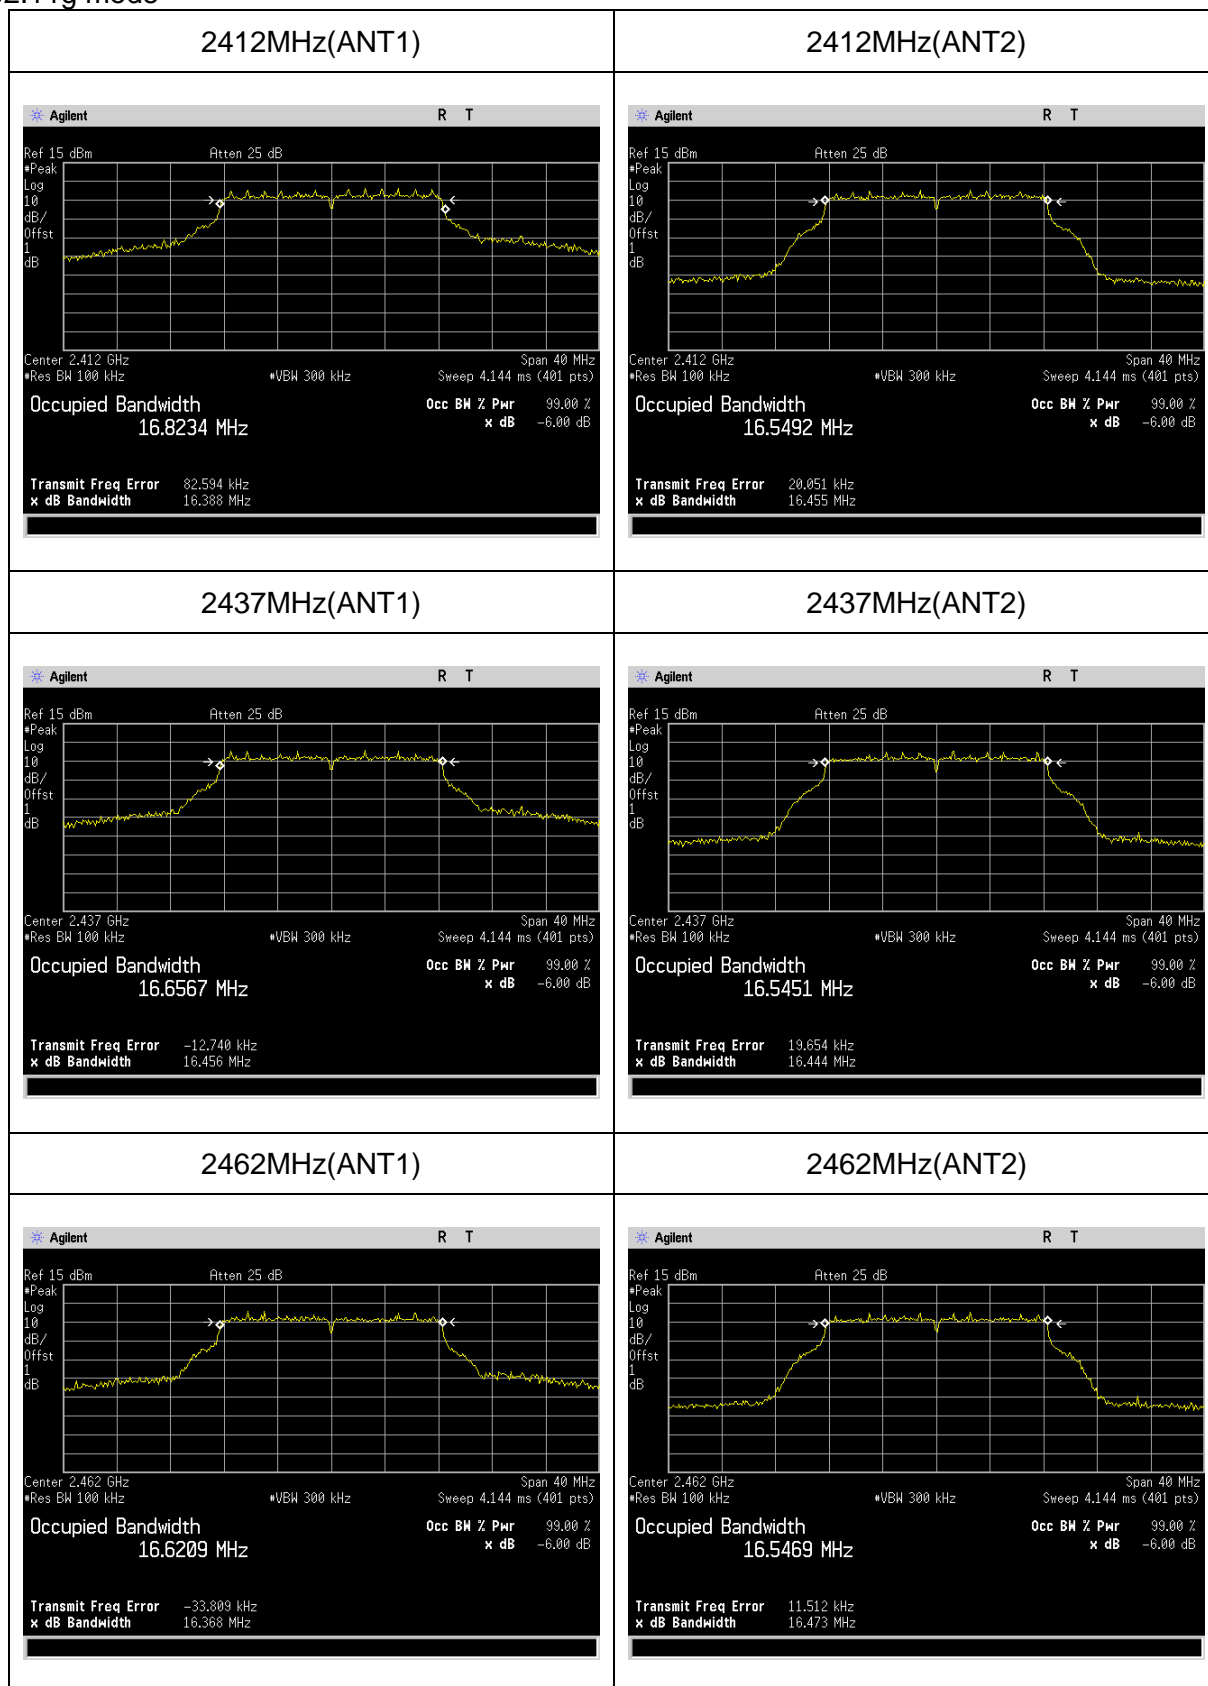 2.11g mode
2412MHz(ANT1) 2412MHz(ANT2)
Agilent R T
Ref 15 dBm Atten 25 dB
#Peak
Log
10
dB/
Offst
1
dB
Center 2.412 GHz Span 40 MHz
#Res BW 100 kHz #VBW 300 kHz Sweep 4.144 ms (401 pts)
Occupied Bandwidth Occ BW % Pwr 99.00 %
16.8234 MHz x dB -6.00 dB
Transmit Freq Error 82.594 kHz
x dB Bandwidth 16.388 MHz
Agilent R T
Ref 15 dBm Atten 25 dB
#Peak
Log
10
dB/
Offst
1
dB
Center 2.412 GHz Span 40 MHz
#Res BW 100 kHz #VBW 300 kHz Sweep 4.144 ms (401 pts)
Occupied Bandwidth Occ BW % Pwr 99.00 %
16.5492 MHz x dB -6.00 dB
Transmit Freq Error 20.051 kHz
x dB Bandwidth 16.455 MHz
2437MHz(ANT1) 2437MHz(ANT2)
Agilent R T
Ref 15 dBm Atten 25 dB
#Peak
Log
10
dB/
Offst
1
dB
Center 2.437 GHz Span 40 MHz
#Res BW 100 kHz #VBW 300 kHz Sweep 4.144 ms (401 pts)
Occupied Bandwidth Occ BW % Pwr 99.00 %
16.6567 MHz x dB -6.00 dB
Transmit Freq Error -12.740 kHz
x dB Bandwidth 16.456 MHz
Agilent R T
Ref 15 dBm Atten 25 dB
#Peak
Log
10
dB/
Offst
1
dB
Center 2.437 GHz Span 40 MHz
#Res BW 100 kHz #VBW 300 kHz Sweep 4.144 ms (401 pts)
Occupied Bandwidth Occ BW % Pwr 99.00 %
16.5451 MHz x dB -6.00 dB
Transmit Freq Error 19.654 kHz
x dB Bandwidth 16.444 MHz
2462MHz(ANT1) 2462MHz(ANT2)
Agilent R T
Ref 15 dBm Atten 25 dB
#Peak
Log
10
dB/
Offst
1
dB
Center 2.462 GHz Span 40 MHz
#Res BW 100 kHz #VBW 300 kHz Sweep 4.144 ms (401 pts)
Occupied Bandwidth Occ BW % Pwr 99.00 %
16.6209 MHz x dB -6.00 dB
Transmit Freq Error -33.809 kHz
x dB Bandwidth 16.368 MHz
Agilent R T
Ref 15 dBm Atten 25 dB
#Peak
Log
10
dB/
Offst
1
dB
Center 2.462 GHz Span 40 MHz
#Res BW 100 kHz #VBW 300 kHz Sweep 4.144 ms (401 pts)
Occupied Bandwidth Occ BW % Pwr 99.00 %
16.5469 MHz x dB -6.00 dB
Transmit Freq Error 11.512 kHz
x dB Bandwidth 16.473 MHz